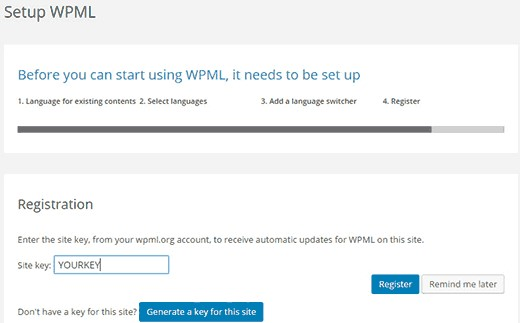 Setup WPML
Before you can start using WPML, it needs to be set up
1. Language for existing contents 2. Select languages 3. Add a language switcher 4. Register
Registration
Enter the site key, from your wpml.org account, to receive automatic updates for WPML on this site.
Site key: YOURKEY
Register Remind me later
Don't have a key for this site? Generate a key for this site